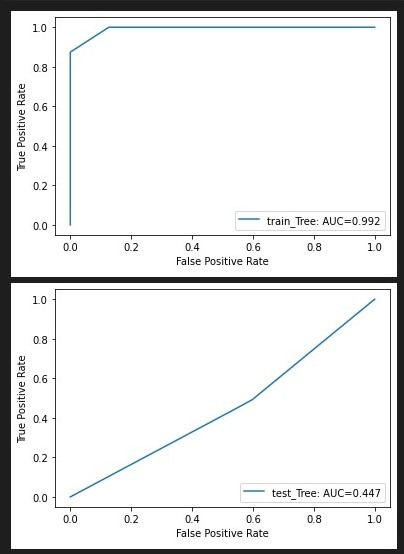 1.0
0.8
0.6
0.4
0.2
0.0
True Positive Rate
train_Tree: AUC=0.992
0.0 0.2 0.4 0.6 0.8 1.0
False Positive Rate
1.0
0.8
0.6
0.4
0.2
0.0
True Positive Rate
test_Tree: AUC=0.447
0.0 0.2 0.4 0.6 0.8 1.0
False Positive Rate